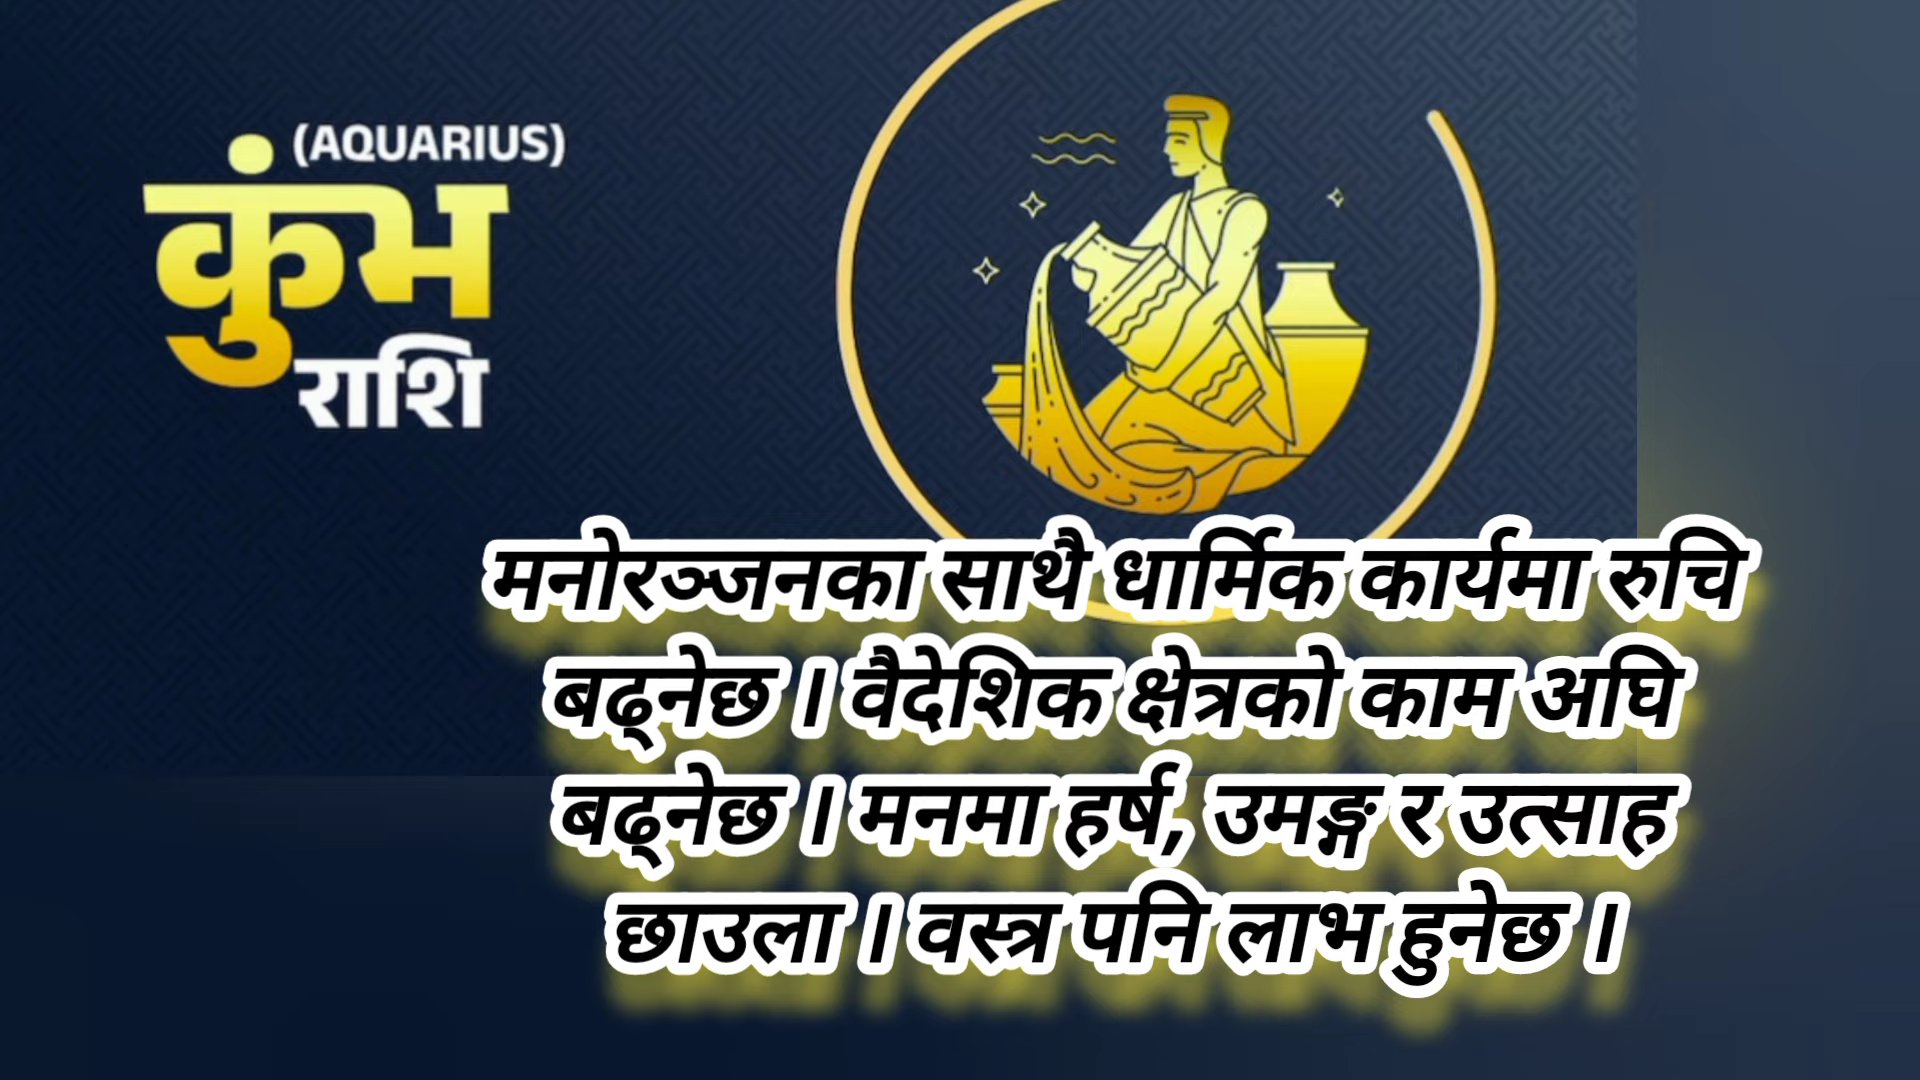 (AQUARIUS)
कुंभ
राशि
मनोरञ्जनका साथै धार्मिक कार्यमा रुचि
बढ्नेछ । वैदेशिक क्षेत्रको काम अघि
बढ्नेछ । मनमा हर्ष, उमङ्ग र उत्साह
छाउला । वस्त्र पनि लाभ हुनेछ ।